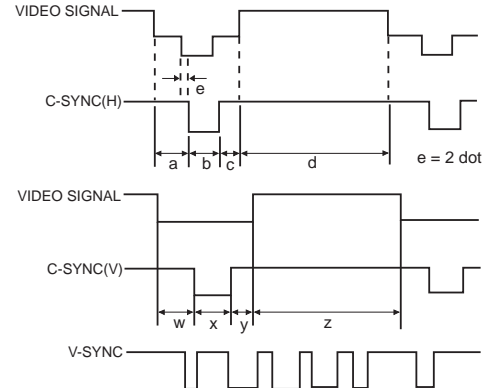 VIDEO SIGNAL
e
C-SYNC(H)
a b c d
e = 2 dot
VIDEO SIGNAL
C-SYNC(V)
w x y z
V-SYNC